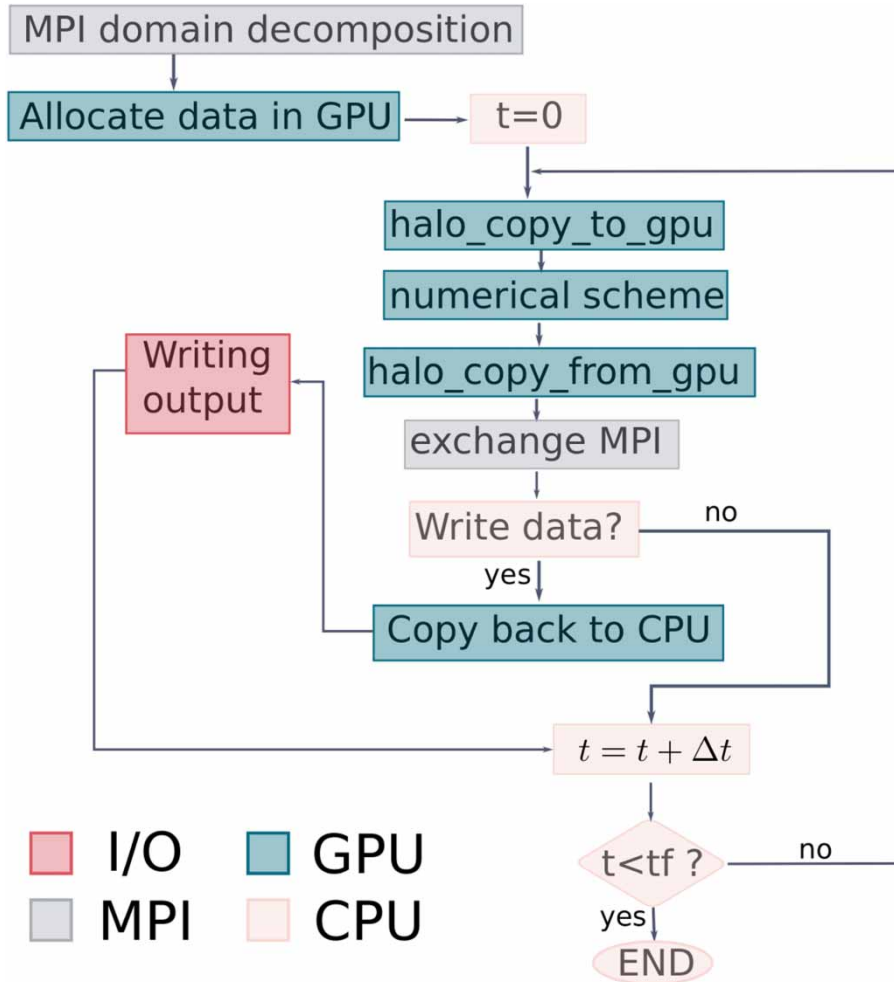 MPI domain decomposition
Allocate data in GPU
t=0
halo_copy_to_gpu
numerical scheme
halo_copy_from_gpu
Writing
output
exchange MPI
Write data?
no
yes
Copy back to CPU
t = t + Δt
t<tf ?
no
yes
END
I/O
GPU
MPI
CPU